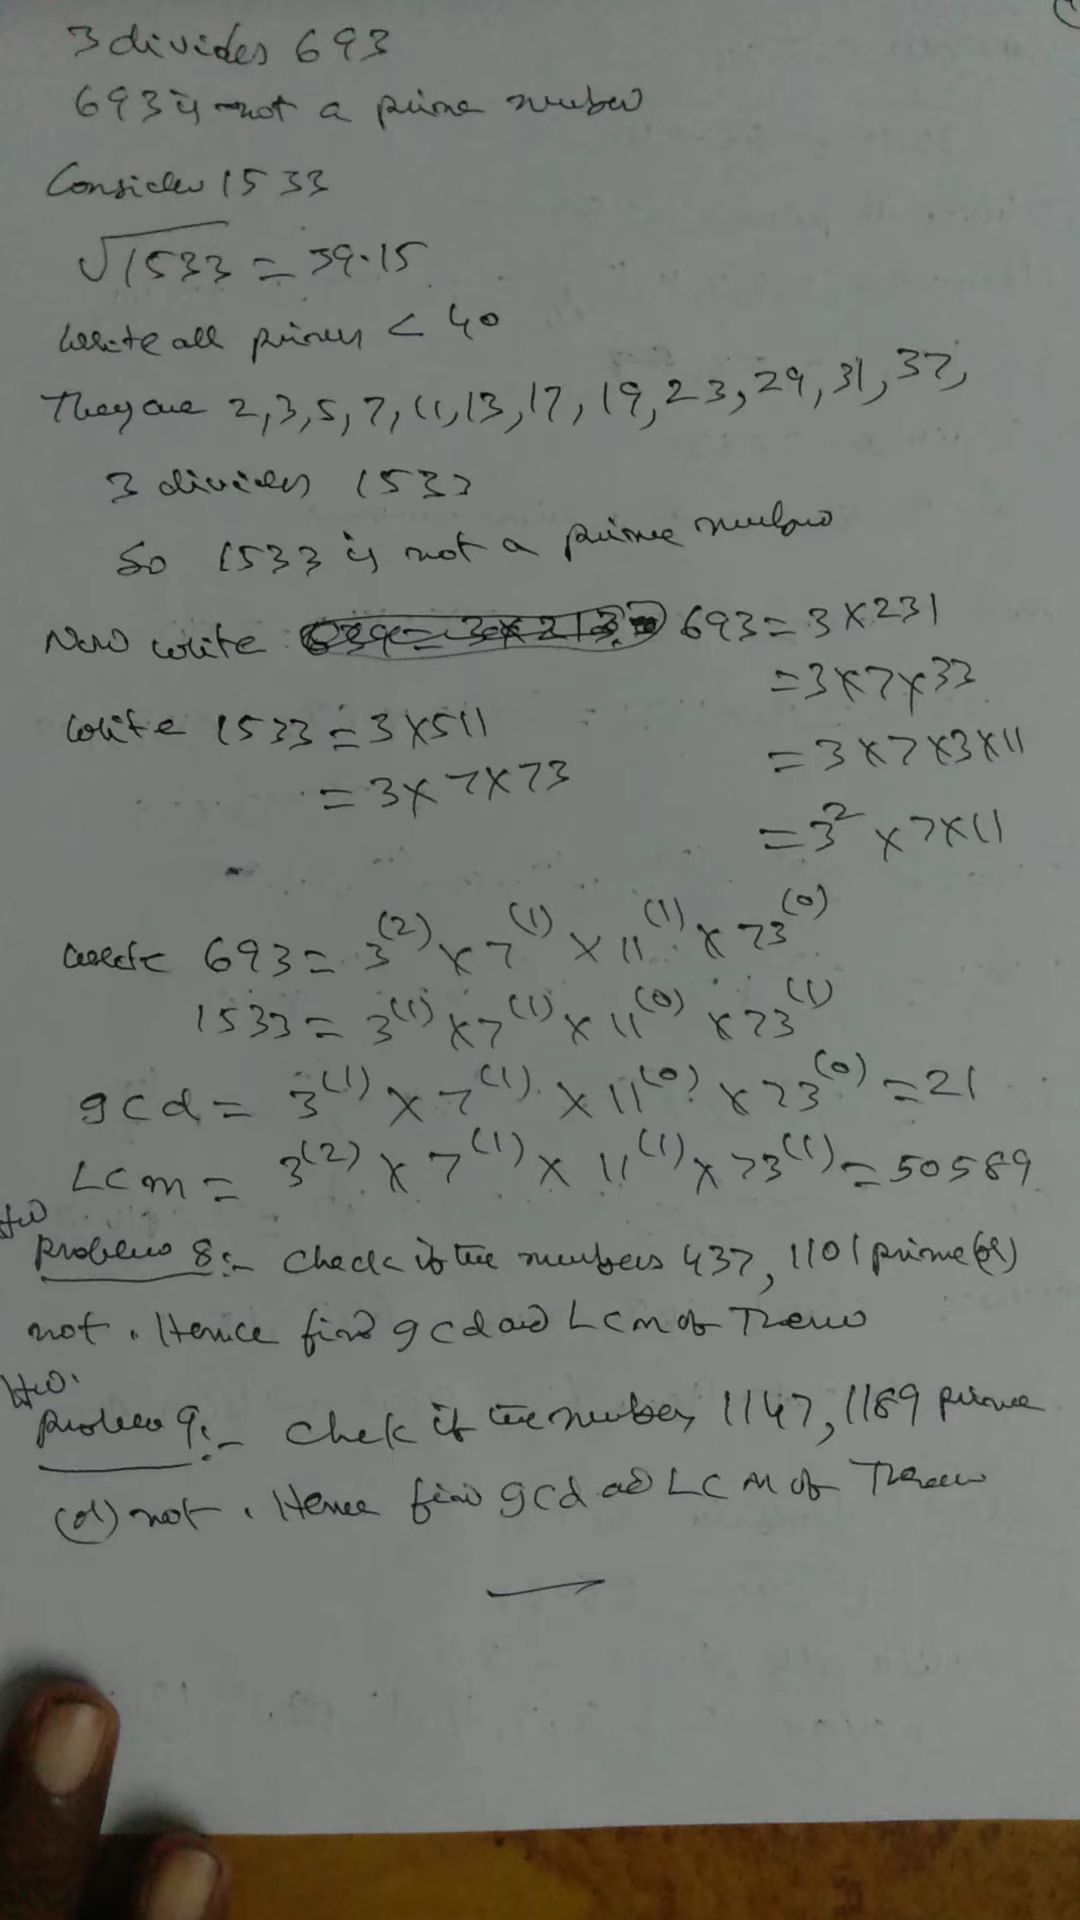 3 divides 693
693 is not a prime number
Consider 1533
√1533 = 39.15
Write all primes < 40
They are 2,3,5,7,11,13,17,19,23,29,31,37,
3 divides 1533
So 1533 is not a prime number
Now write 693 = 3×231
= 3×7×33
= 3×7×3×11
= 3² ×7×11
Write 1533 = 3×511
= 3×7×73
write 693 = 3^(2) × 7^(1) × 11^(1) × 73^(0)
1533 = 3^(1) × 7^(1) × 11^(0) × 73^(1)
gcd = 3^(1) × 7^(1) × 11^(0) × 73^(0) = 21
LCm = 3^(2) × 7^(1) × 11^(1) × 73^(1) = 50589
HW
Problem 8:- Check if the numbers 437, 1101 prime (or)
not. Hence find gcd and LCM of Them
HW.
Problem 9:- Chek if the number, 1147, 1189 prime
(or) not. Hence find gcd ad LCM of Them